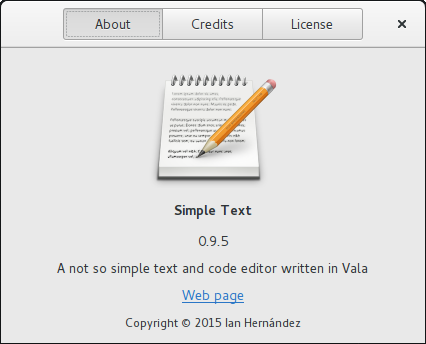 About Credits License
Simple Text
0.9.5
A not so simple text and code editor written in Vala
Web page
Copyright © 2015 Ian Hernández